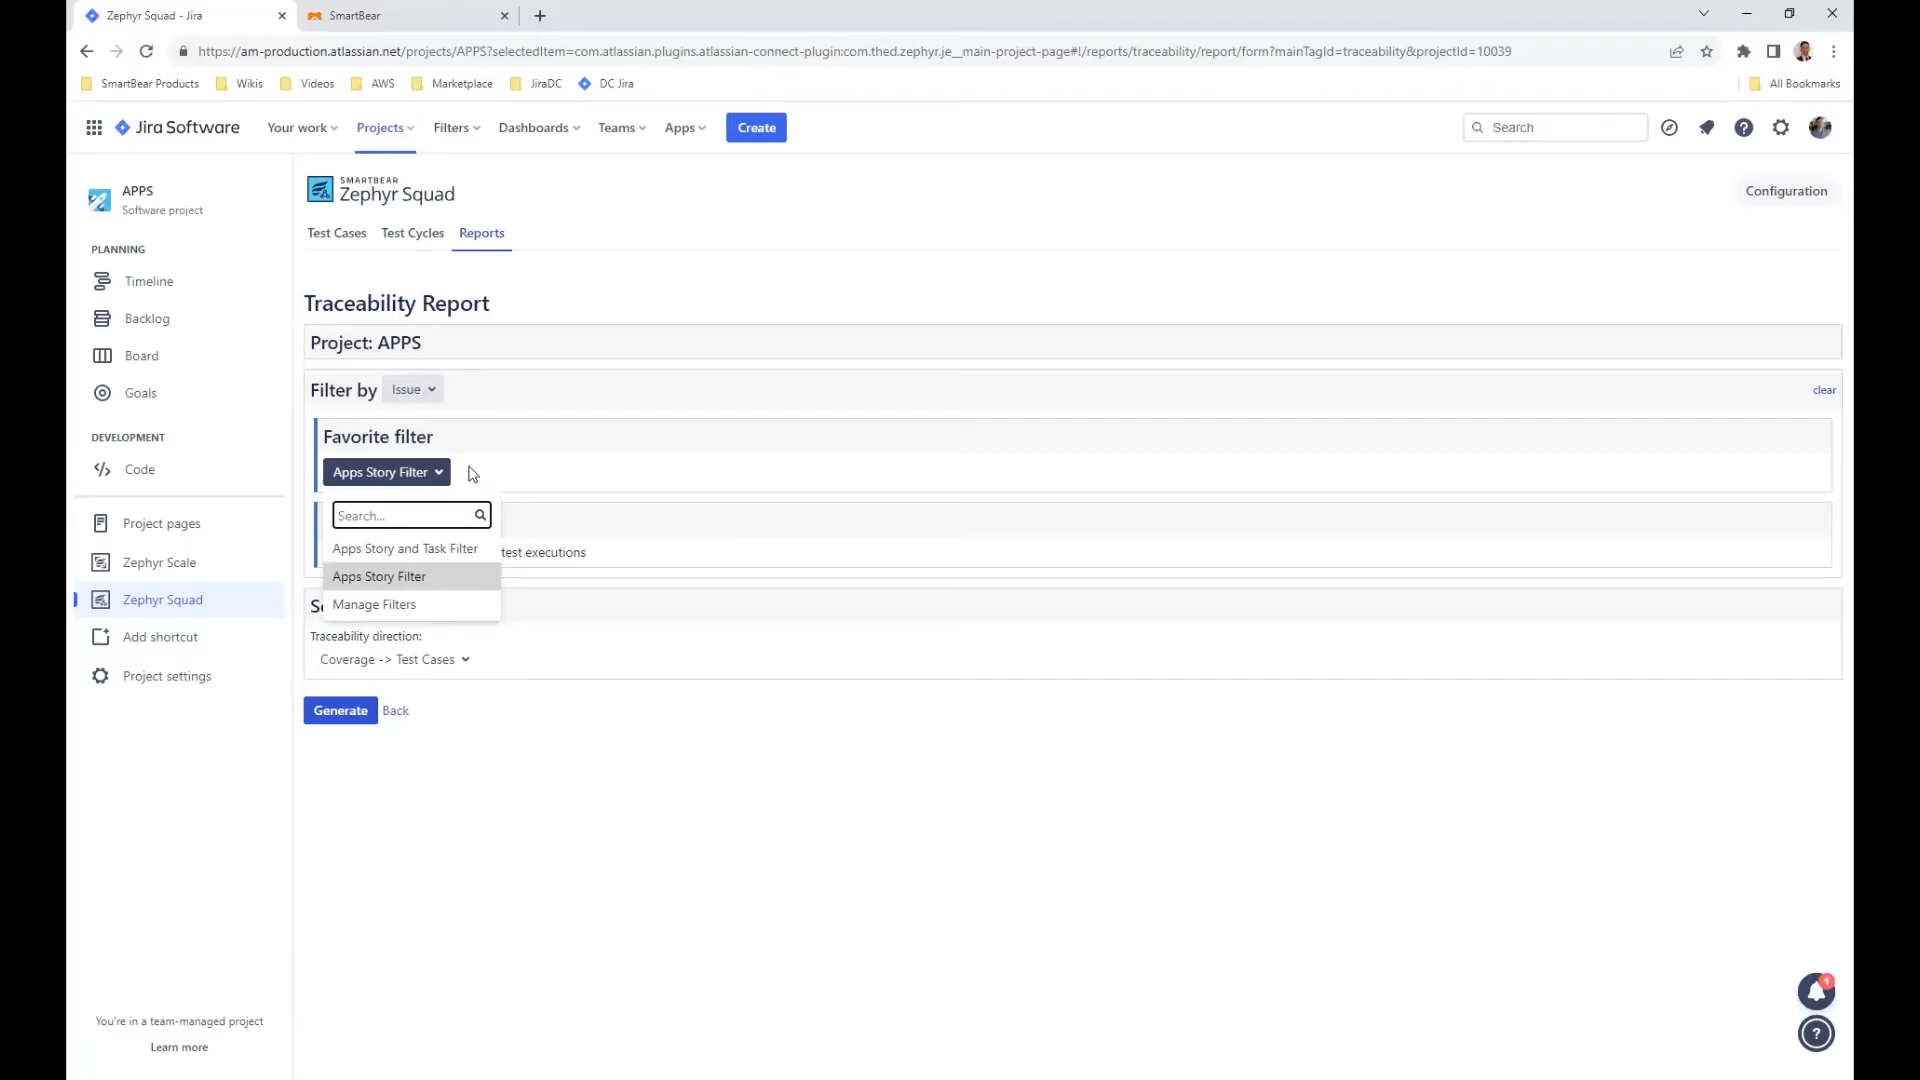 Zephyr Squad - Jira
SmartBear
https://am-production.atlassian.net/projects/APPS?selectedItem=com.atlassian.plugins.atlassian-connect-plugin:com.thed.zephyr.je__main-project-page#!/reports/traceability/report/form?mainTagId=traceability&projectId=10039
SmartBear Products Wikis Videos AWS Marketplace JiraDC DC Jira All Bookmarks
Jira Software Your work Projects Filters Dashboards Teams Apps Create Search
APPS
Software project
PLANNING
Timeline
Backlog
Board
Goals
DEVELOPMENT
Code
Project pages
Zephyr Scale
Zephyr Squad
Add shortcut
Project settings
You're in a team-managed project
Learn more
SMARTBEAR
Zephyr Squad
Configuration
Test Cases Test Cycles Reports
Traceability Report
Project: APPS
Filter by Issue clear
Favorite filter
Apps Story Filter
Search...
Apps Story and Task Filter
test executions
Apps Story Filter
Manage Filters
Traceability direction:
Coverage -> Test Cases
Generate Back
1